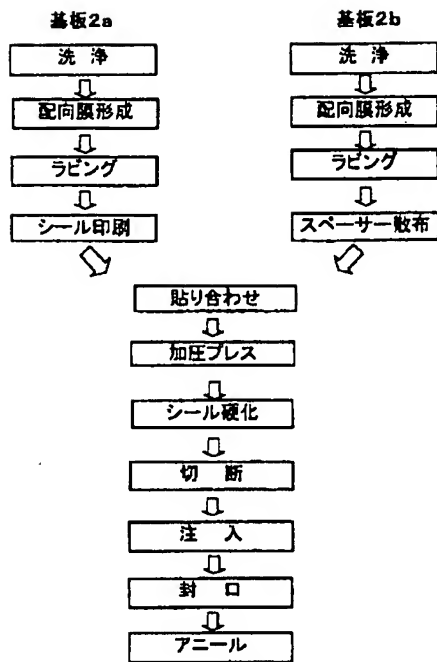 基板2a
洗浄
配向膜形成
ラビング
シール印刷
基板2b
洗浄
配向膜形成
ラビング
スペーサー散布
貼り合わせ
加圧プレス
シール硬化
切断
注入
封口
アニール